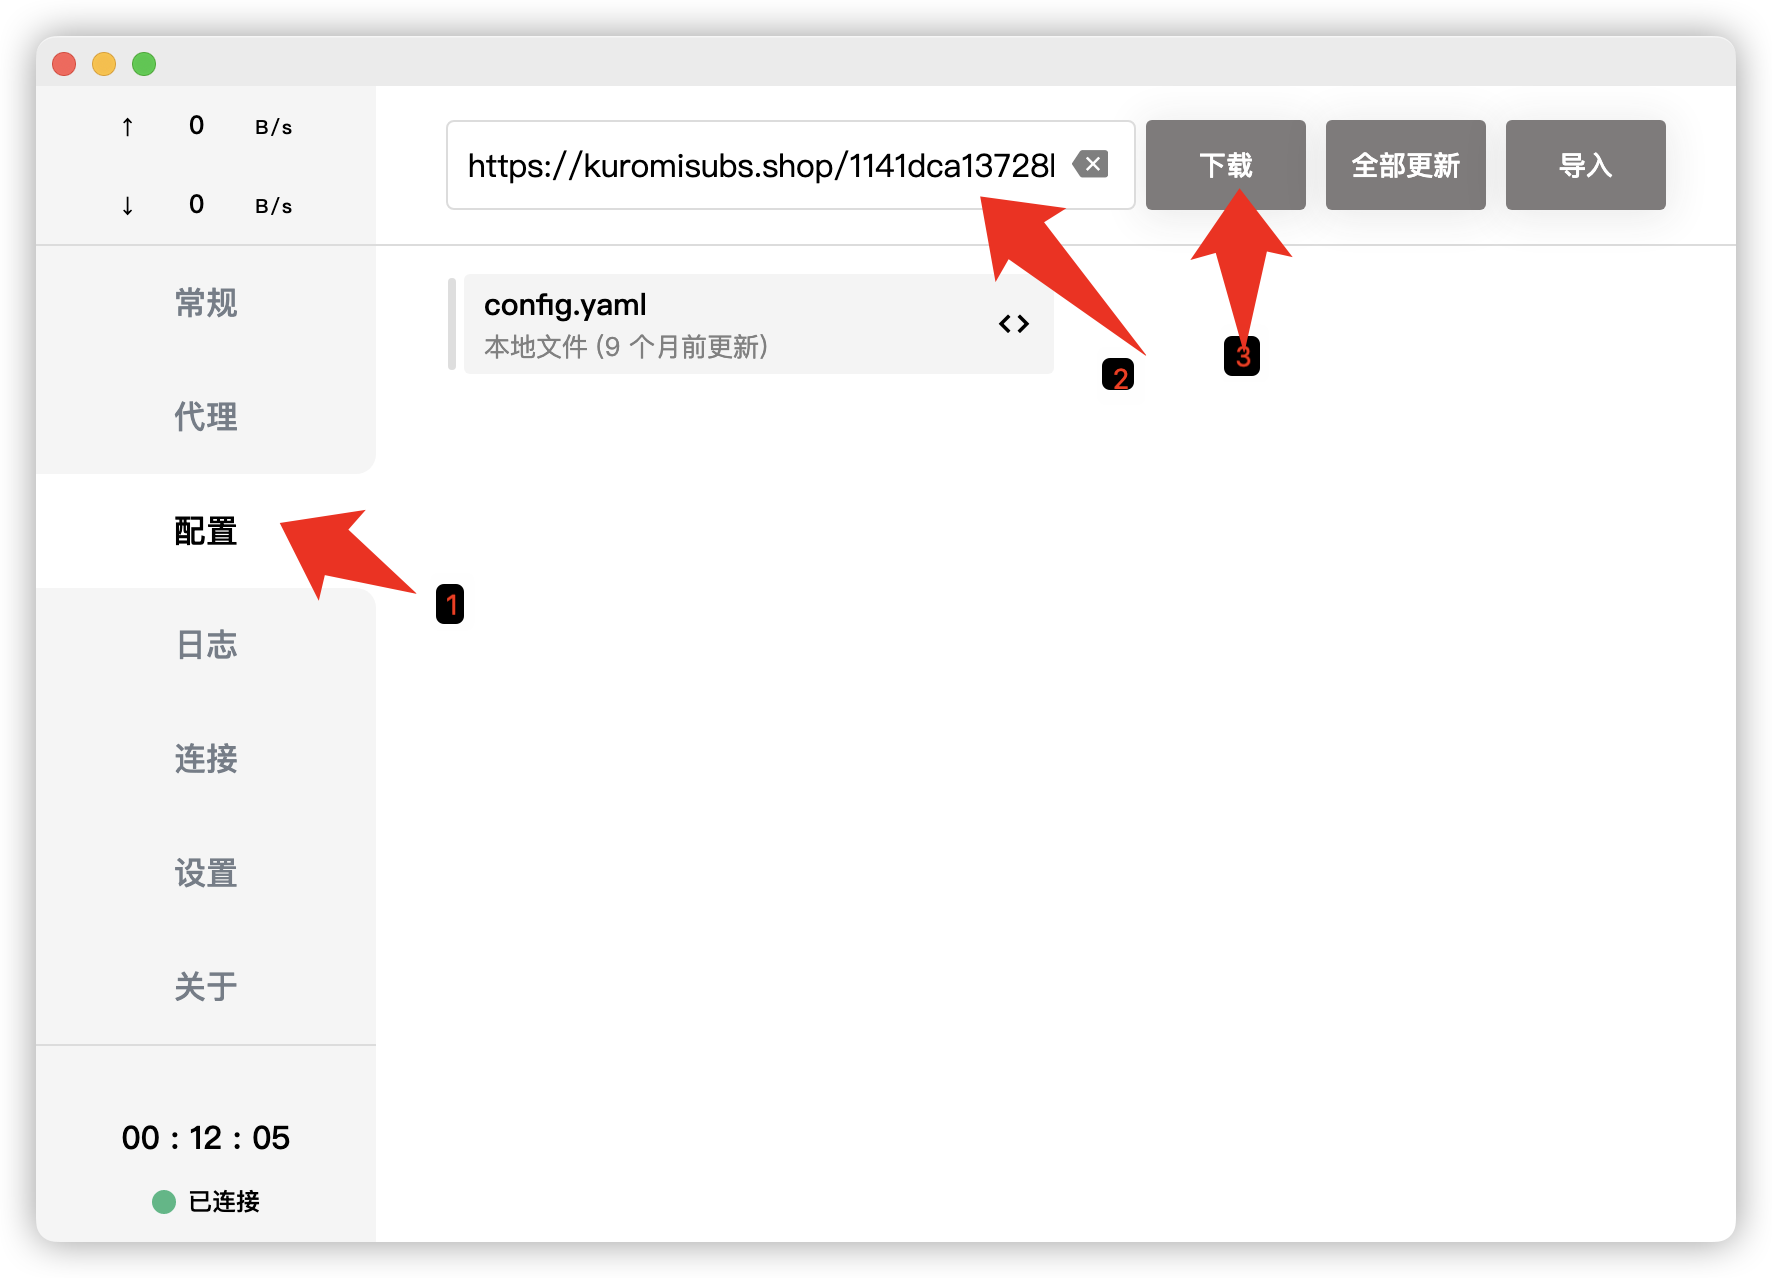 ↑ 0 B/s
↓ 0 B/s
https://kuromisubs.shop/1141dca13728
下载
全部更新
导入
常规
代理
配置
日志
连接
设置
关于
config.yaml
本地文件 (9 个月前更新)
<>
1
2
3
00 : 12 : 05
已连接